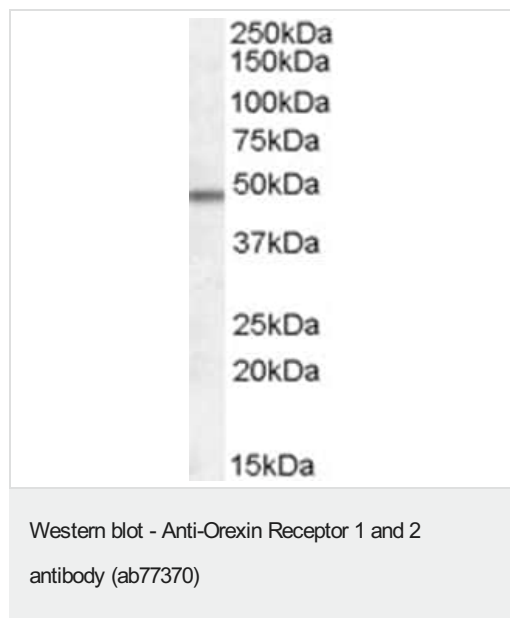 250kDa
150kDa
100kDa
75kDa
50kDa
37kDa
25kDa
20kDa
15kDa
Western blot - Anti-Orexin Receptor 1 and 2
antibody (ab77370)